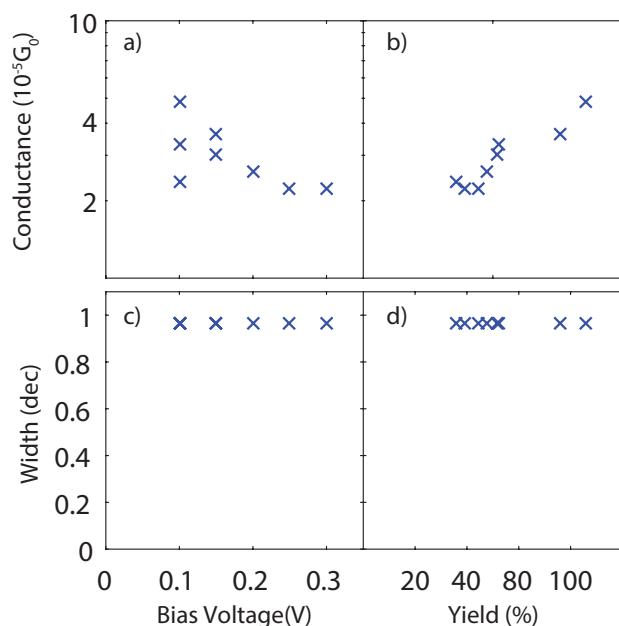 10
a)
b)
Conductance (10⁻⁵G₀)
4
2
1
c)
d)
0.8
0.6
Width (dec)
0.4
0.2
0
0 0.1 0.2 0.3 20 40 60 80 100
Bias Voltage(V) Yield (%)